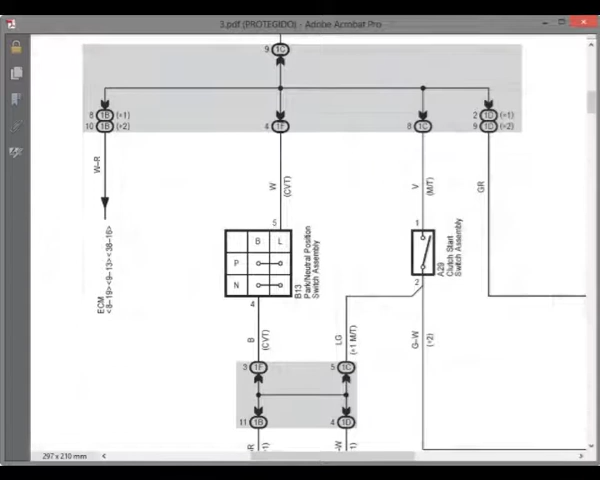 3.pdf (PROTEGIDO) - Adobe Acrobat Pro
9 1C
8 1B (*1)
10 1B (*2)
4 1F
8 1C
2 1D (*1)
9 1D (*2)
W-R
W
(CVT)
V
(M/T)
GR
ECM
<8-19><9-13><38-16>
5
B L
P
N
4
B13
Park/Neutral Position
Switch Assembly
1
2
A29
Clutch Start
Switch Assembly
B
(CVT)
LG
(*1 M/T)
G-W
(*2)
3 1F
5 1C
11 1B
4 1D
297 x 210 mm